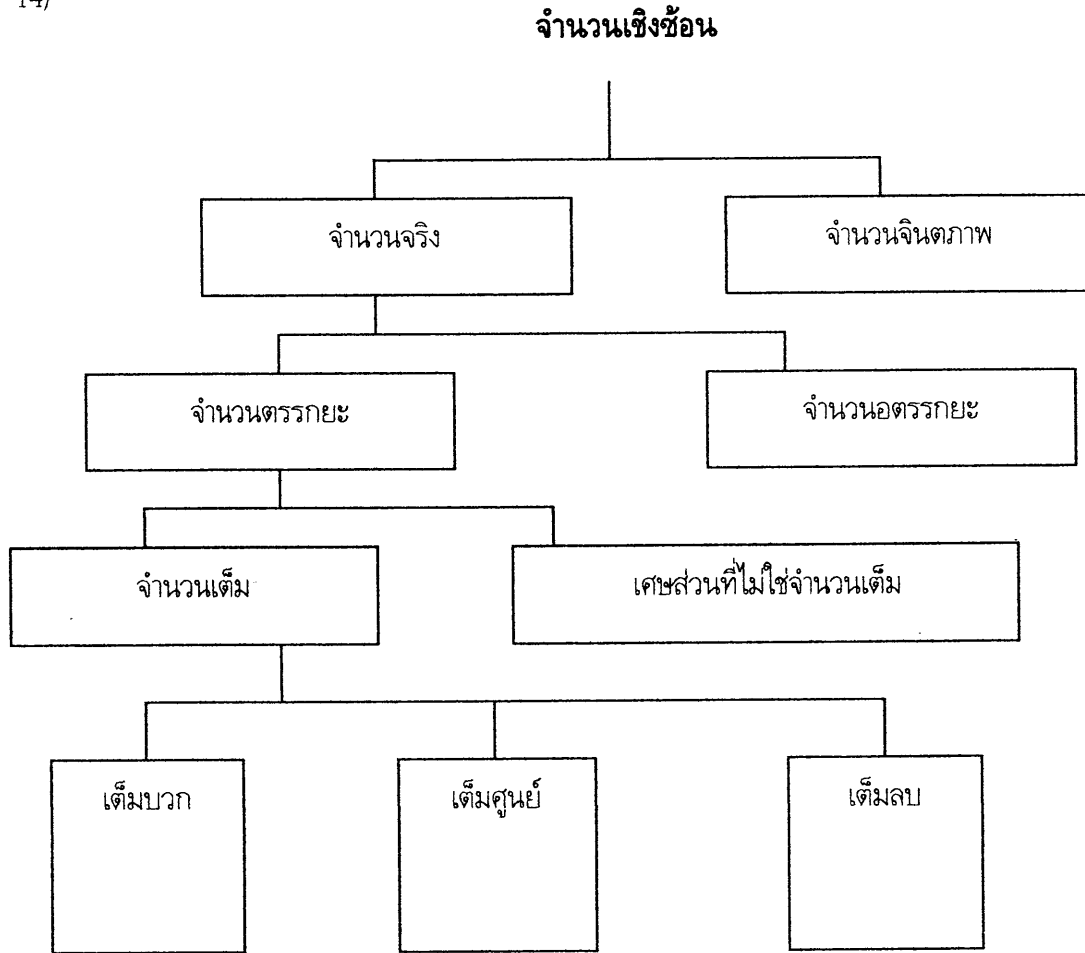 14)
จำนวนเชิงซ้อน
จำนวนจริง
จำนวนจินตภาพ
จำนวนตรรกยะ
จำนวนอตรรกยะ
จำนวนเต็ม
เศษส่วนที่ไม่ใช่จำนวนเต็ม
เต็มบวก
เต็มศูนย์
เต็มลบ